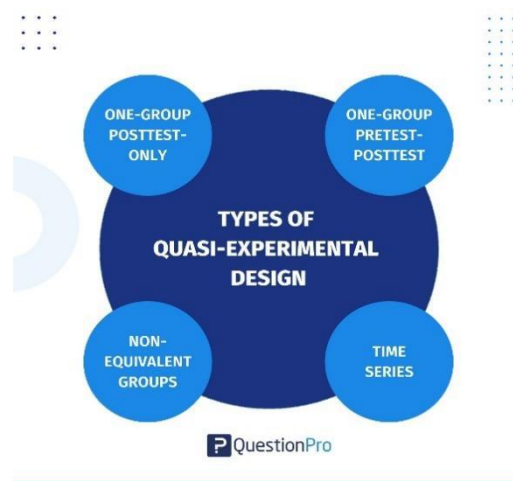 ONE-GROUP
POSTTEST-
ONLY
ONE-GROUP
PRETEST-
POSTTEST
TYPES OF
QUASI-EXPERIMENTAL
DESIGN
NON-
EQUIVALENT
GROUPS
TIME
SERIES
QuestionPro